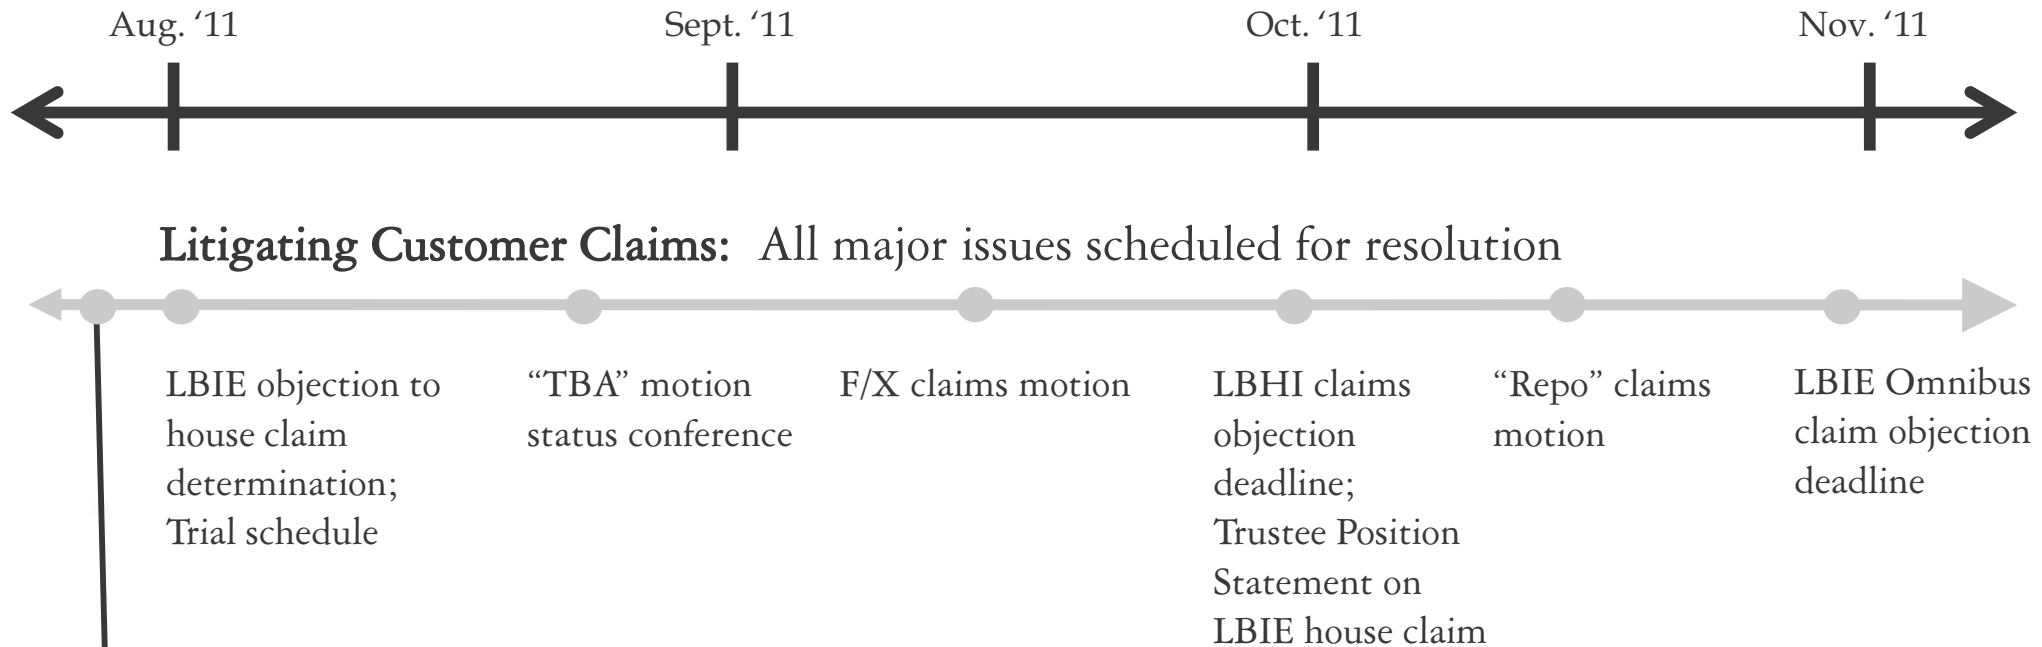 Aug. ‘11
Sept. ‘11
Oct. ‘11
Nov. ‘11
Litigating Customer Claims: All major issues scheduled for resolution
LBIE objection to
house claim
determination;
Trial schedule
“TBA” motion
status conference
F/X claims motion
LBHI claims
objection
deadline;
Trustee Position
Statement on
LBIE house claim
“Repo” claims
motion
LBIE Omnibus
claim objection
deadline